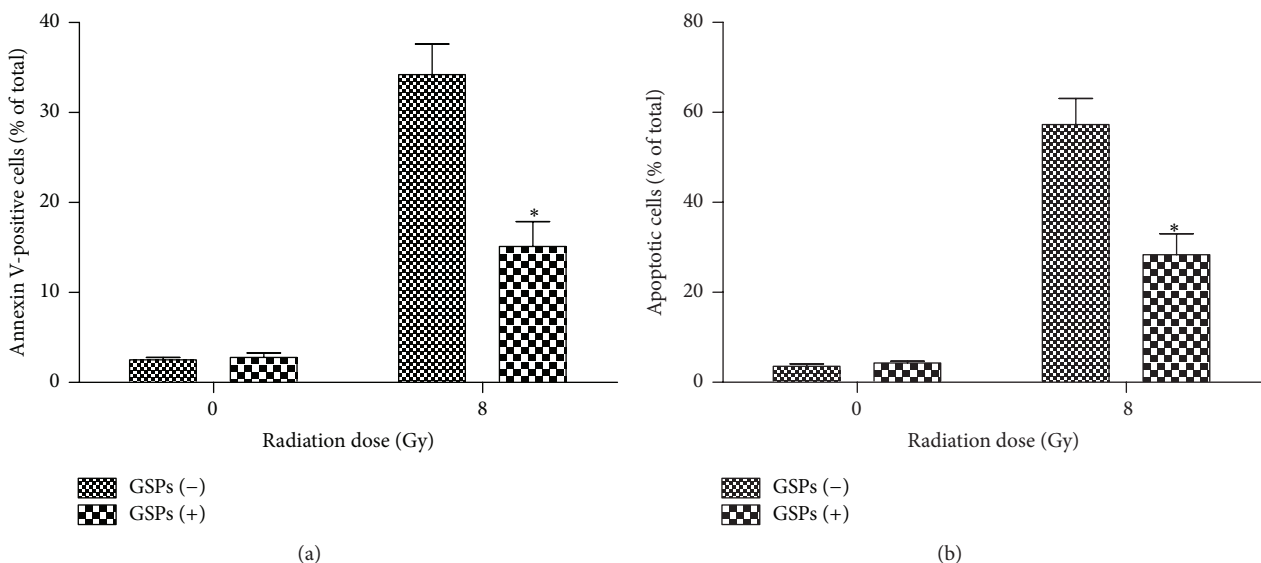 Annexin V-positive cells (% of total)
40
30
20
10
0
*
0
8
Radiation dose (Gy)
GSPs (−)
GSPs (+)
(a)
Apoptotic cells (% of total)
80
60
40
20
0
*
0
8
Radiation dose (Gy)
GSPs (−)
GSPs (+)
(b)